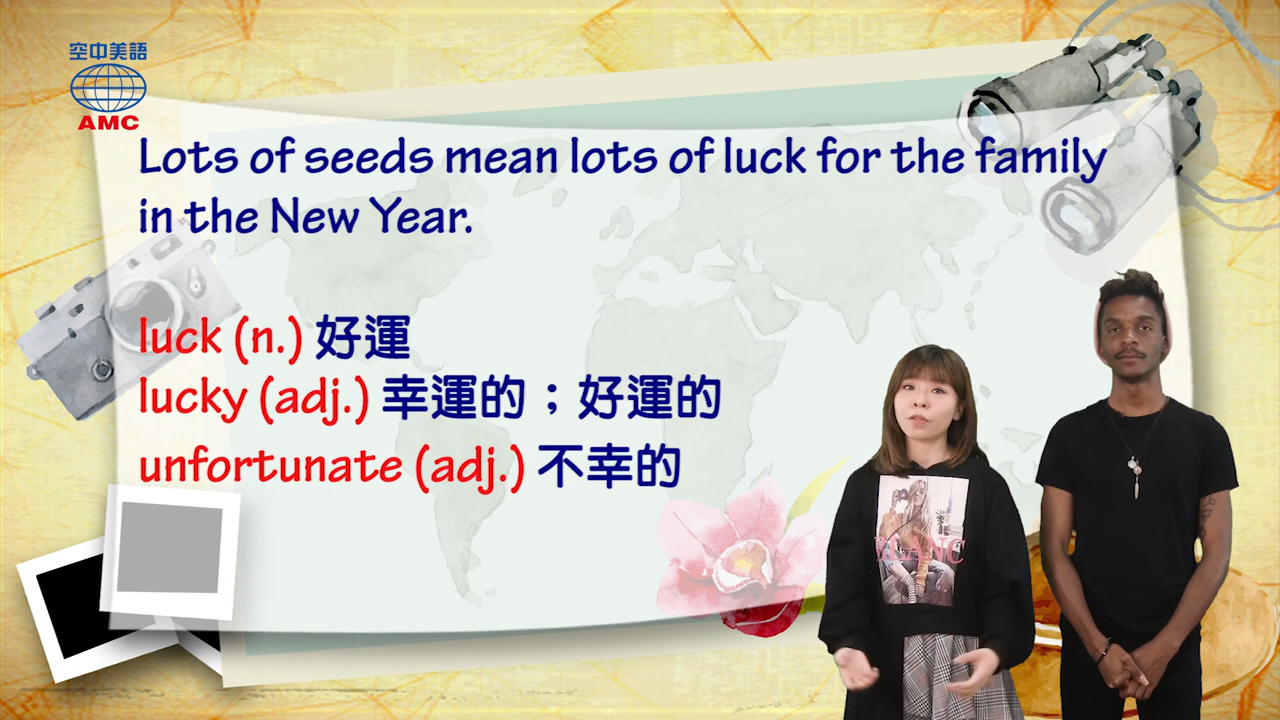 空中美語
AMC
Lots of seeds mean lots of luck for the family
in the New Year.
luck (n.) 好運
lucky (adj.) 幸運的；好運的
unfortunate (adj.) 不幸的